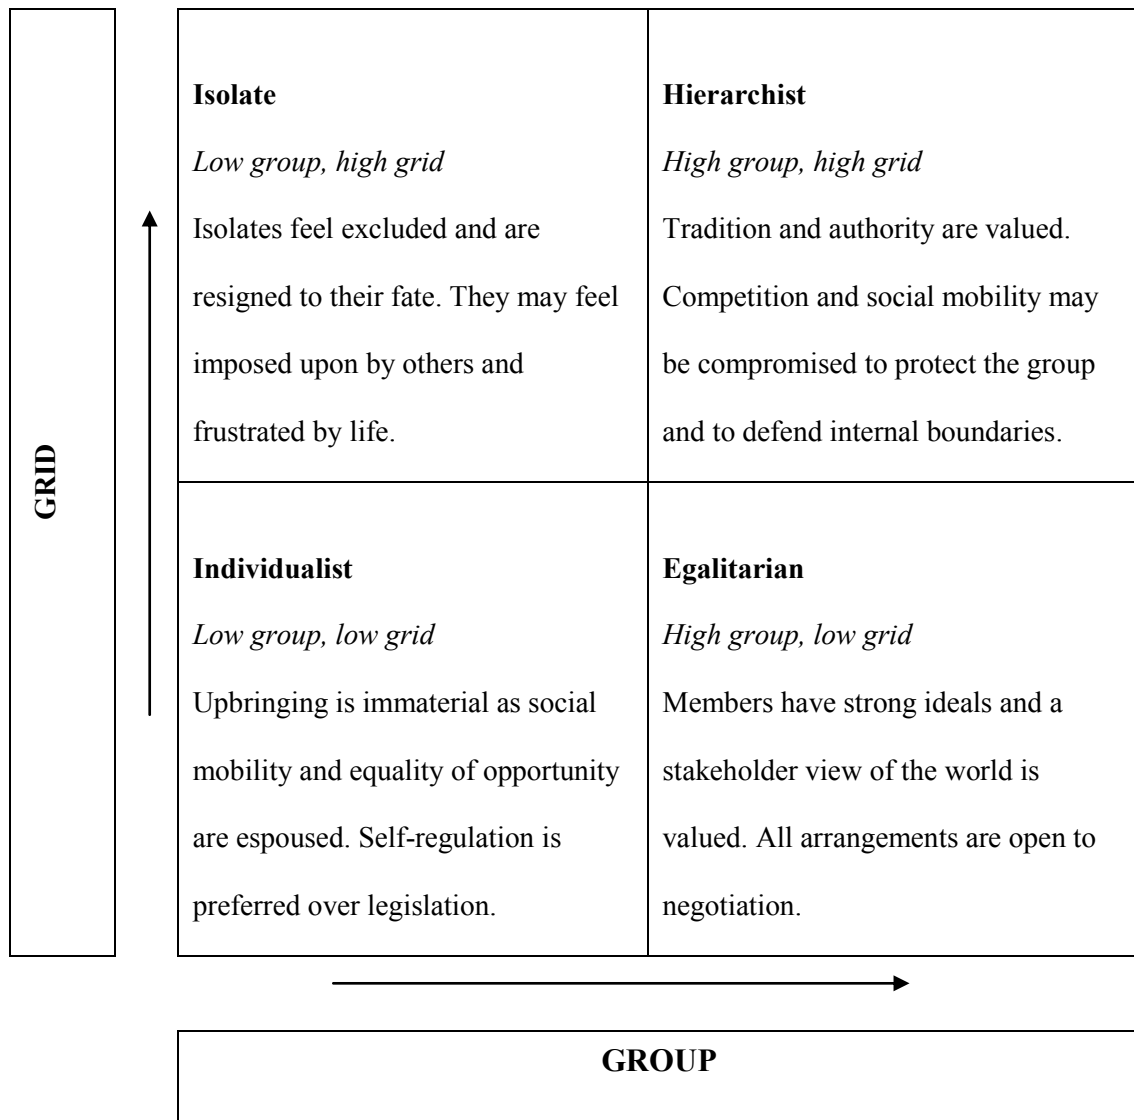 Isolate
Low group, high grid
Isolates feel excluded and are
resigned to their fate. They may feel
imposed upon by others and
frustrated by life.
Hierarchist
High group, high grid
Tradition and authority are valued.
Competition and social mobility may
be compromised to protect the group
and to defend internal boundaries.
GRID
Individualist
Low group, low grid
Upbringing is immaterial as social
mobility and equality of opportunity
are espoused. Self-regulation is
preferred over legislation.
Egalitarian
High group, low grid
Members have strong ideals and a
stakeholder view of the world is
valued. All arrangements are open to
negotiation.
GROUP